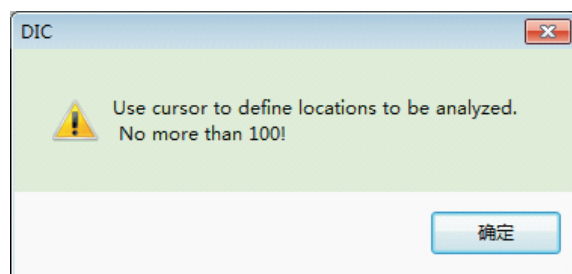 DIC
Use cursor to define locations to be analyzed.
No more than 100!
确定